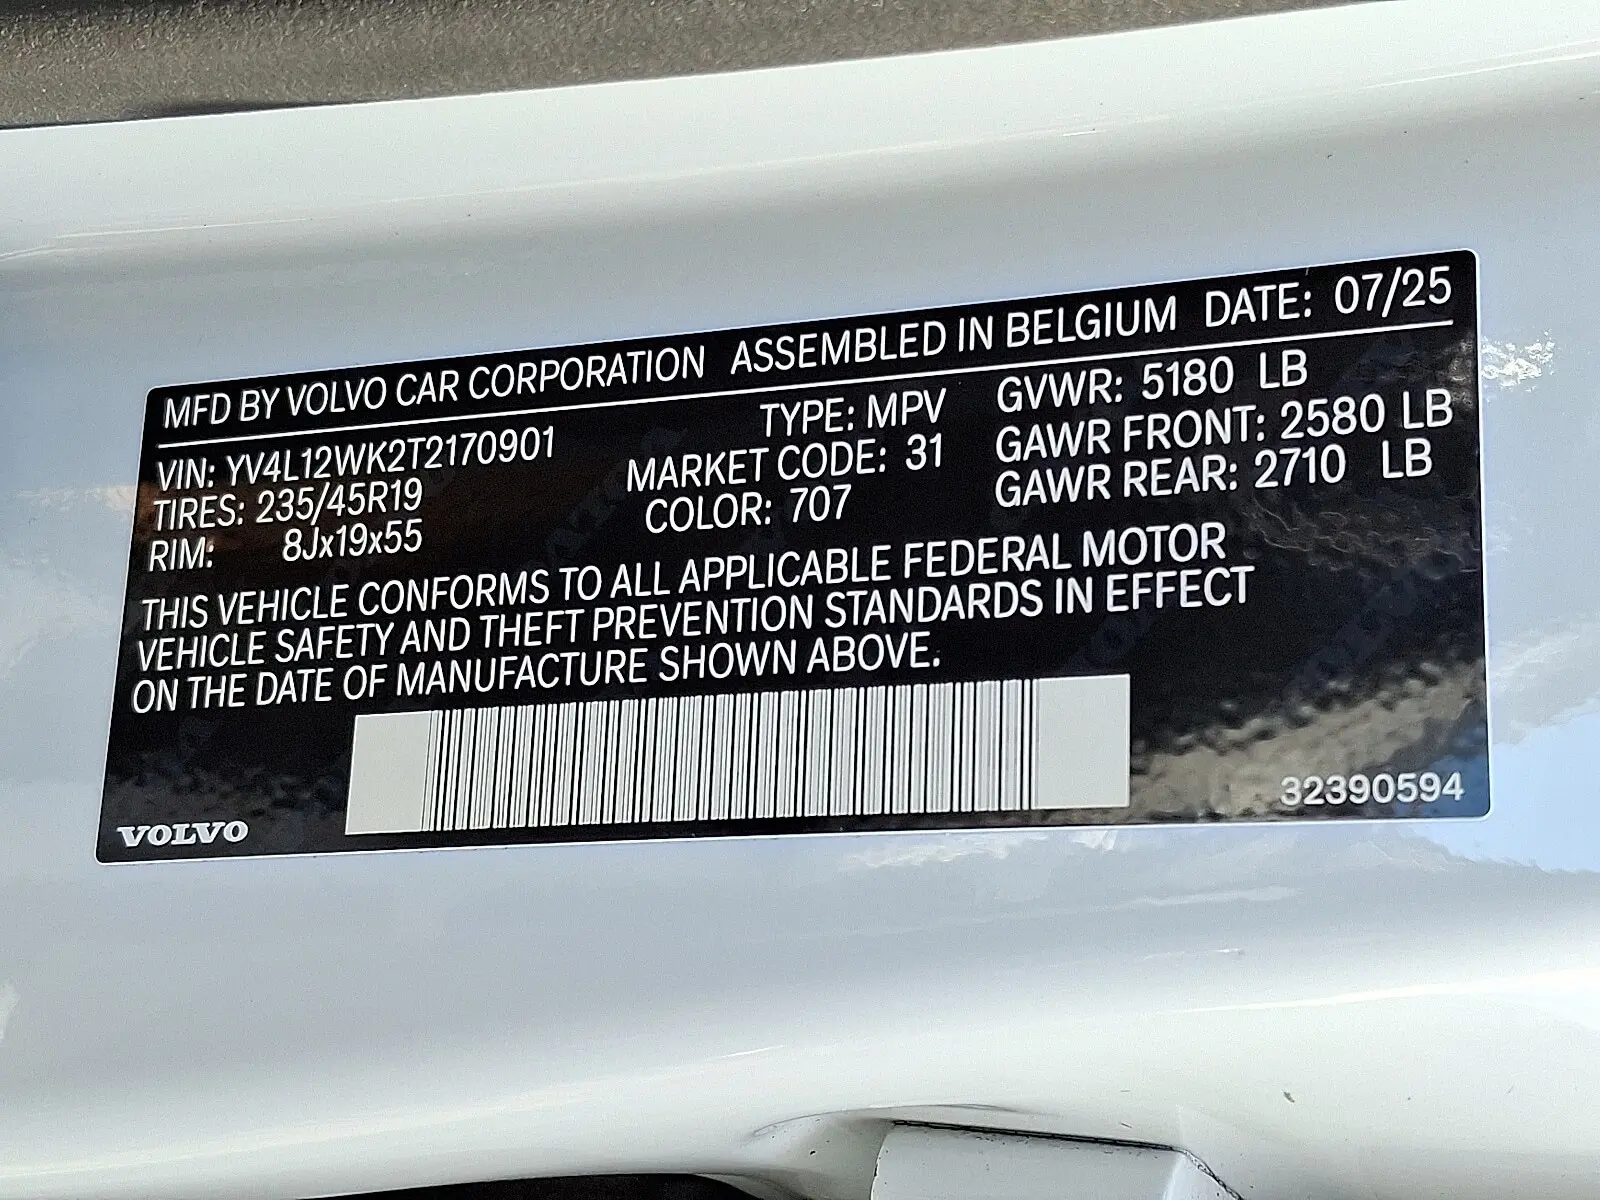 MFD BY VOLVO CAR CORPORATION ASSEMBLED IN BELGIUM DATE: 07/25
VIN: YV4L12WK2T2170901 TYPE: MPV GVWR: 5180 LB
TIRES: 235/45R19 MARKET CODE: 31 GAWR FRONT: 2580 LB
RIM: 8Jx19x55 COLOR: 707 GAWR REAR: 2710 LB
THIS VEHICLE CONFORMS TO ALL APPLICABLE FEDERAL MOTOR
VEHICLE SAFETY AND THEFT PREVENTION STANDARDS IN EFFECT
ON THE DATE OF MANUFACTURE SHOWN ABOVE.
VOLVO 32390594